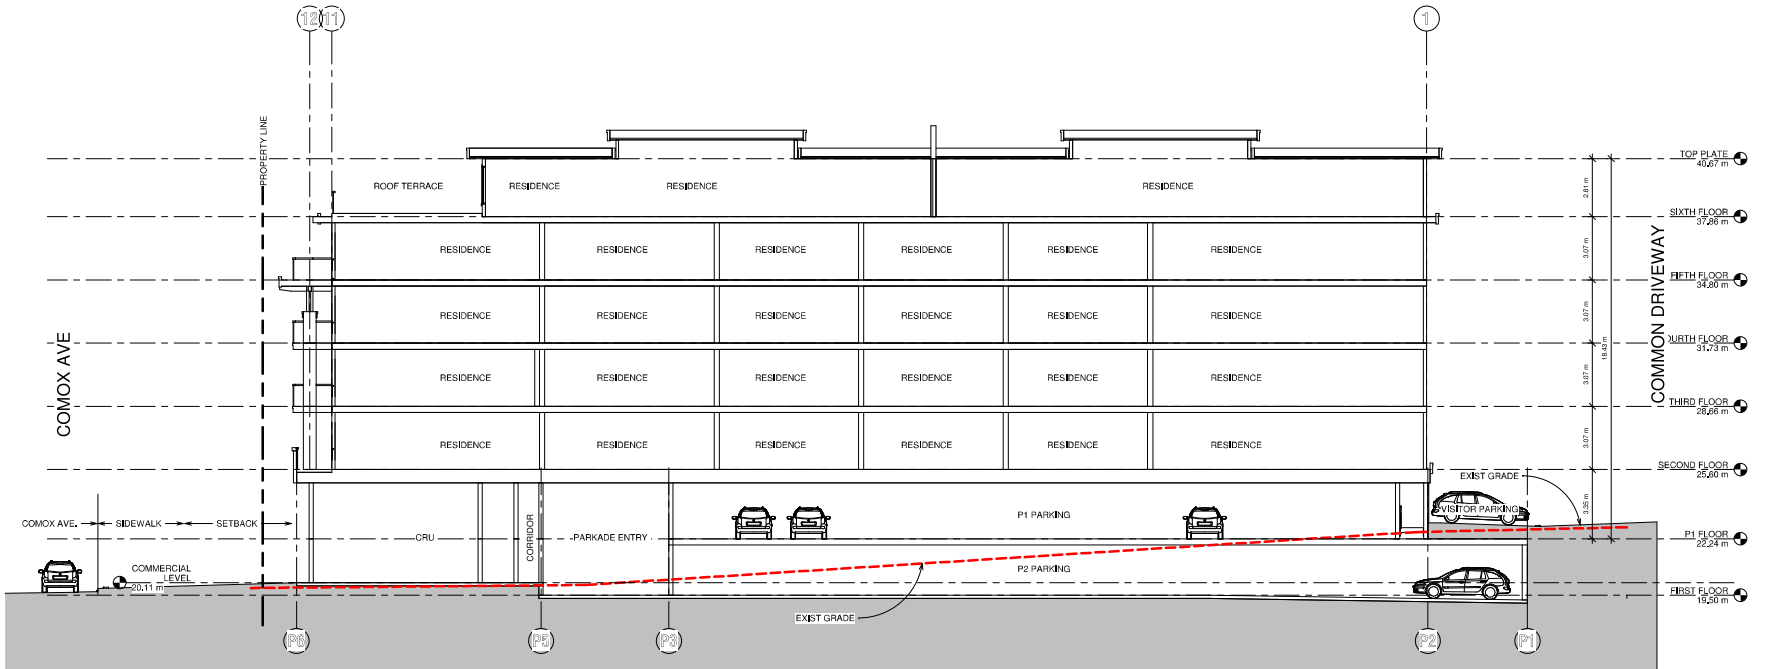 12 11 1
PROPERTY LINE
TOP PLATE
40.67 m
ROOF TERRACE RESIDENCE RESIDENCE RESIDENCE
2.81 m
SIXTH FLOOR
37.86 m
RESIDENCE RESIDENCE RESIDENCE RESIDENCE RESIDENCE RESIDENCE
3.07 m
FIFTH FLOOR
34.80 m
RESIDENCE RESIDENCE RESIDENCE RESIDENCE RESIDENCE RESIDENCE
3.07 m
18.43 m
OURTH FLOOR
31.73 m
COMOX AVE
COMMON DRIVEWAY
RESIDENCE RESIDENCE RESIDENCE RESIDENCE RESIDENCE RESIDENCE
3.07 m
THIRD FLOOR
28.66 m
RESIDENCE RESIDENCE RESIDENCE RESIDENCE RESIDENCE RESIDENCE
3.07 m
SECOND FLOOR
25.60 m
EXIST GRADE
VISITOR PARKING
3.35 m
COMOX AVE. SIDEWALK SETBACK
P1 PARKING
CRU CORRIDOR PARKADE ENTRY
P1 FLOOR
22.24 m
COMMERCIAL
LEVEL
20.11 m
P2 PARKING
FIRST FLOOR
19.50 m
EXIST GRADE
P6 P5 P3 P2 P1